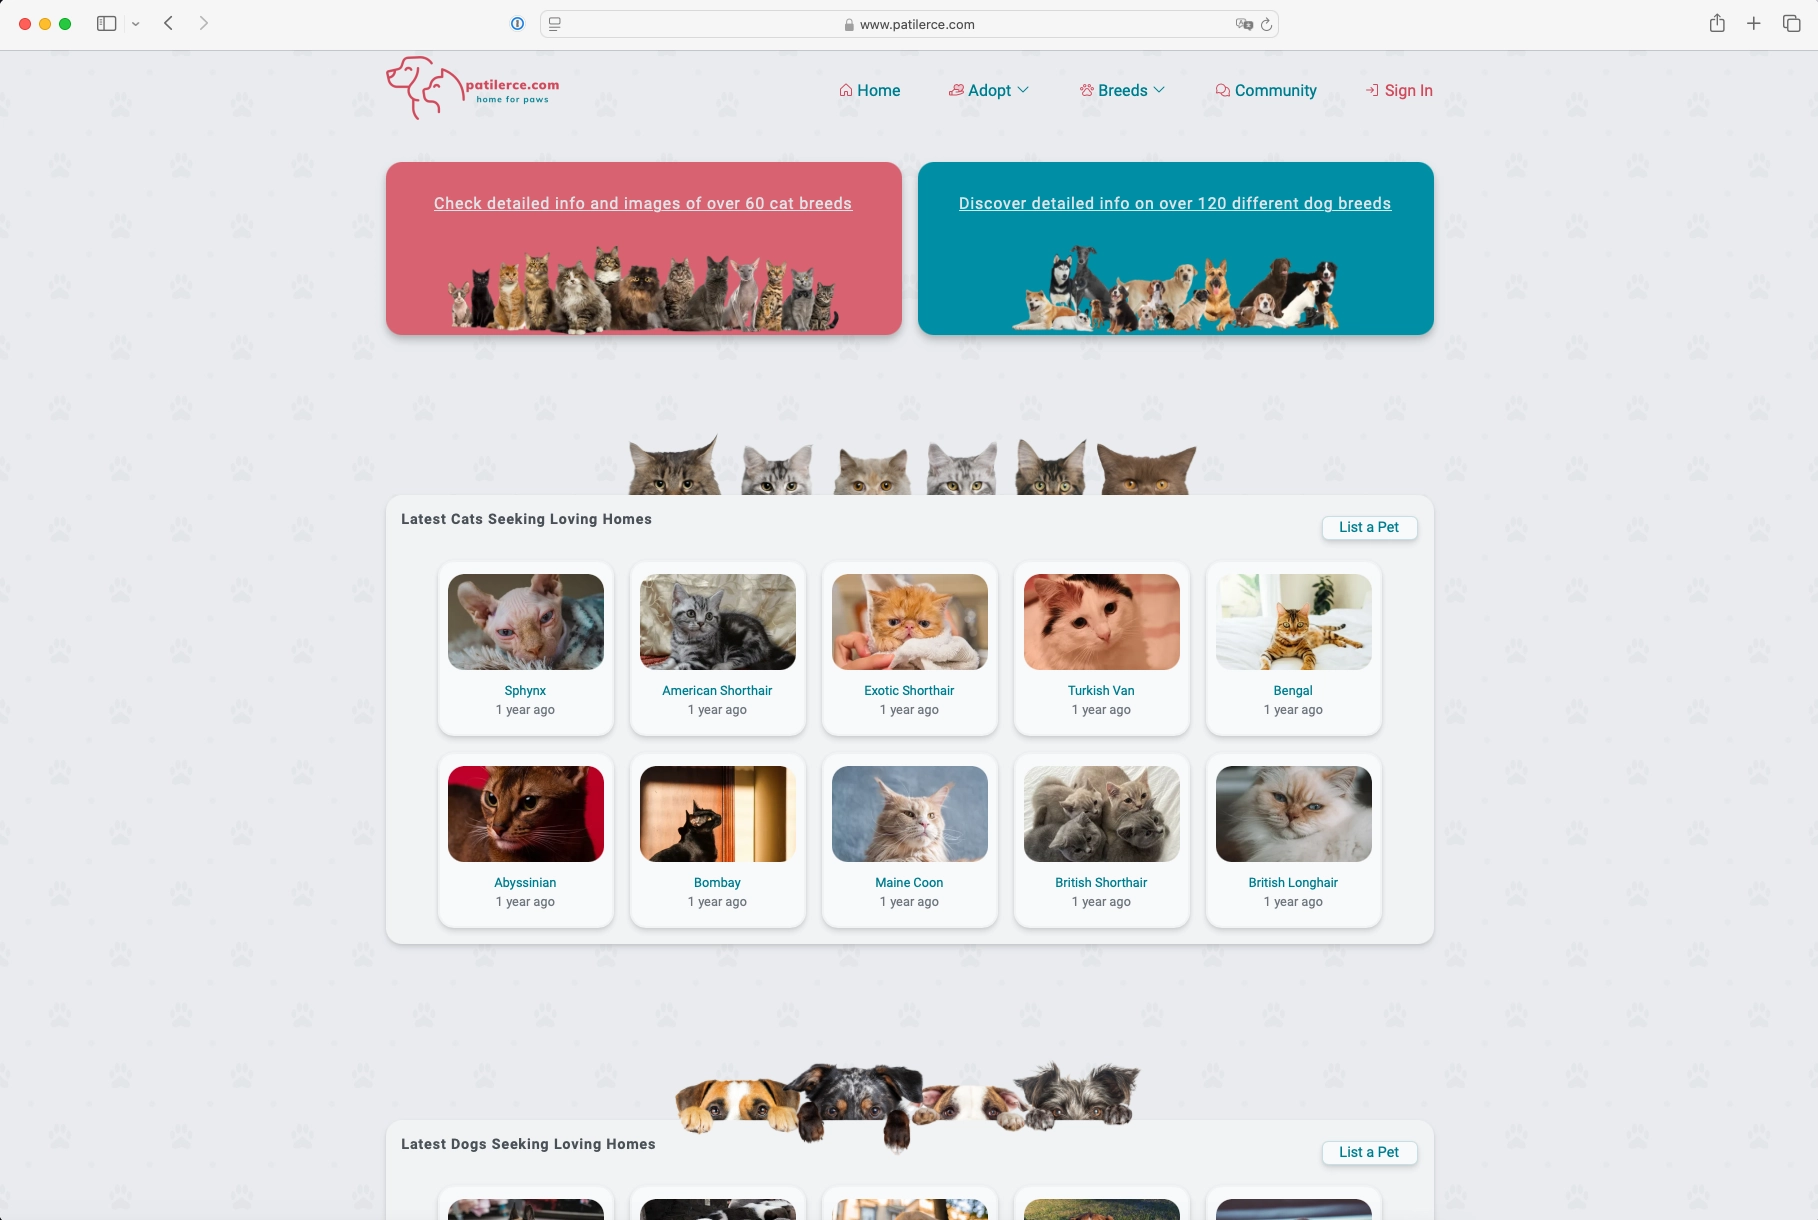 www.patilerce.com
patilerce.com
home for paws
Home
Adopt
Breeds
Community
Sign In
Check detailed info and images of over 60 cat breeds
Discover detailed info on over 120 different dog breeds
Latest Cats Seeking Loving Homes
List a Pet
Sphynx
1 year ago
American Shorthair
1 year ago
Exotic Shorthair
1 year ago
Turkish Van
1 year ago
Bengal
1 year ago
Abyssinian
1 year ago
Bombay
1 year ago
Maine Coon
1 year ago
British Shorthair
1 year ago
British Longhair
1 year ago
Latest Dogs Seeking Loving Homes
List a Pet